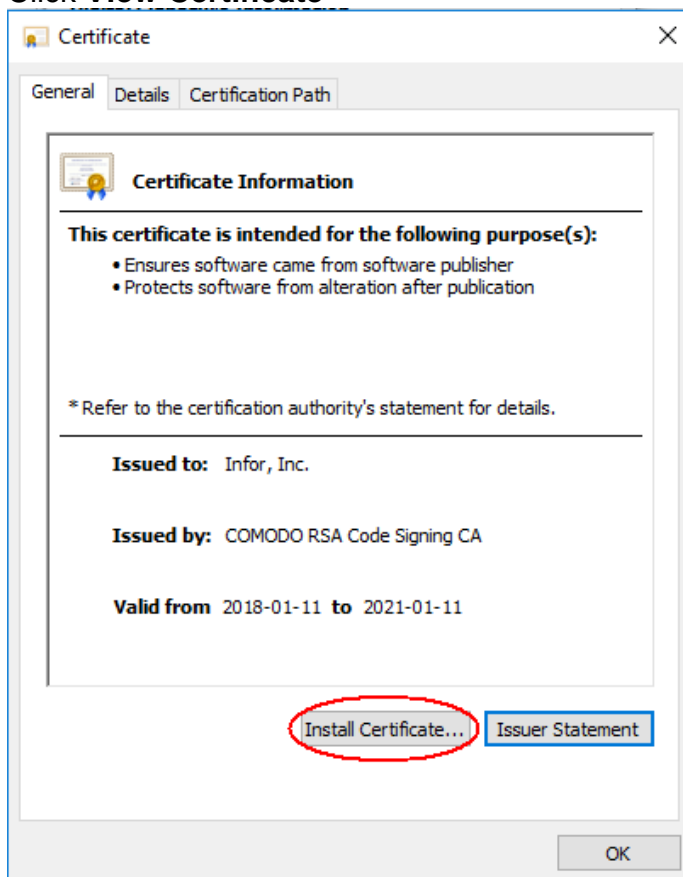 Click View Certificate
Certificate
General Details Certification Path
Certificate Information
This certificate is intended for the following purpose(s):
• Ensures software came from software publisher
• Protects software from alteration after publication
* Refer to the certification authority's statement for details.
Issued to: Infor, Inc.
Issued by: COMODO RSA Code Signing CA
Valid from 2018-01-11 to 2021-01-11
Install Certificate... Issuer Statement
OK